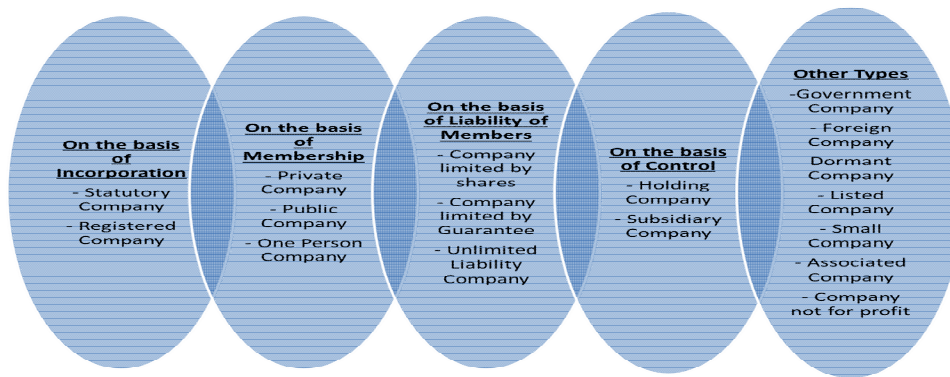 On the basis
of
Incorporation
- Statutory
Company
- Registered
Company
On the basis
of
Membership
- Private
Company
- Public
Company
- One Person
Company
On the basis
of Liability of
Members
- Company
limited by
shares
- Company
limited by
Guarantee
- Unlimited
Liability
Company
On the basis
of Control
- Holding
Company
- Subsidiary
Company
Other Types
-Government
Company
- Foreign
Company
Dormant
Company
- Listed
Company
- Small
Company
- Associated
Company
- Company
not for profit